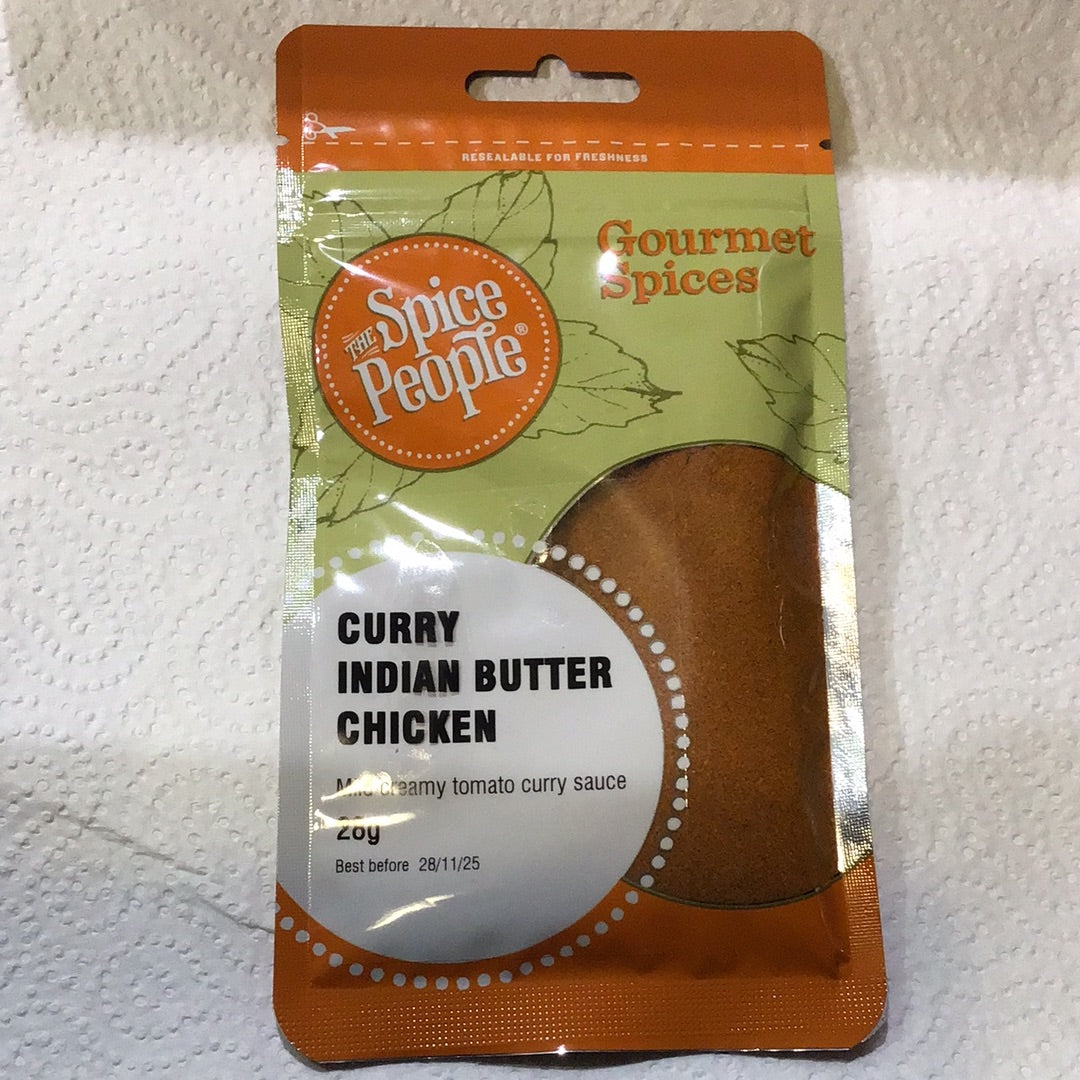 RESEALABLE FOR FRESHNESS
Gourmet
Spices
THE Spice
People®
CURRY
INDIAN BUTTER
CHICKEN
Mild creamy tomato curry sauce
28g
Best before 28/11/25